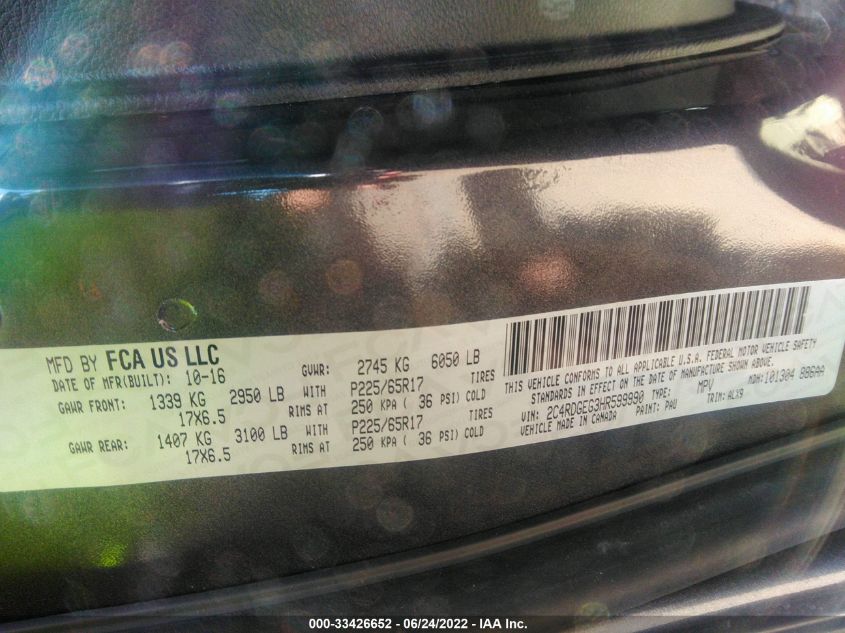 MFD BY FCA US LLC
DATE OF MFR(BUILT): 10-16
GVWR: 2745 KG 6050 LB
GAWR FRONT: 1339 KG 2950 LB WITH P225/65R17 TIRES
17X6.5 RIMS AT 250 KPA ( 36 PSI) COLD
GAWR REAR: 1407 KG 3100 LB WITH P225/65R17 TIRES
17X6.5 RIMS AT 250 KPA ( 36 PSI) COLD
THIS VEHICLE CONFORMS TO ALL APPLICABLE U.S.A. FEDERAL MOTOR VEHICLE SAFETY
STANDARDS IN EFFECT ON THE DATE OF MANUFACTURE SHOWN ABOVE.
VIN: 2C4RDGEG3HR599990 TYPE: MPV MDH: 101304 886AA
VEHICLE MADE IN CANADA PAINT: PAU TRIM: ALX9
000-33426652 - 06/24/2022 - IAA Inc.